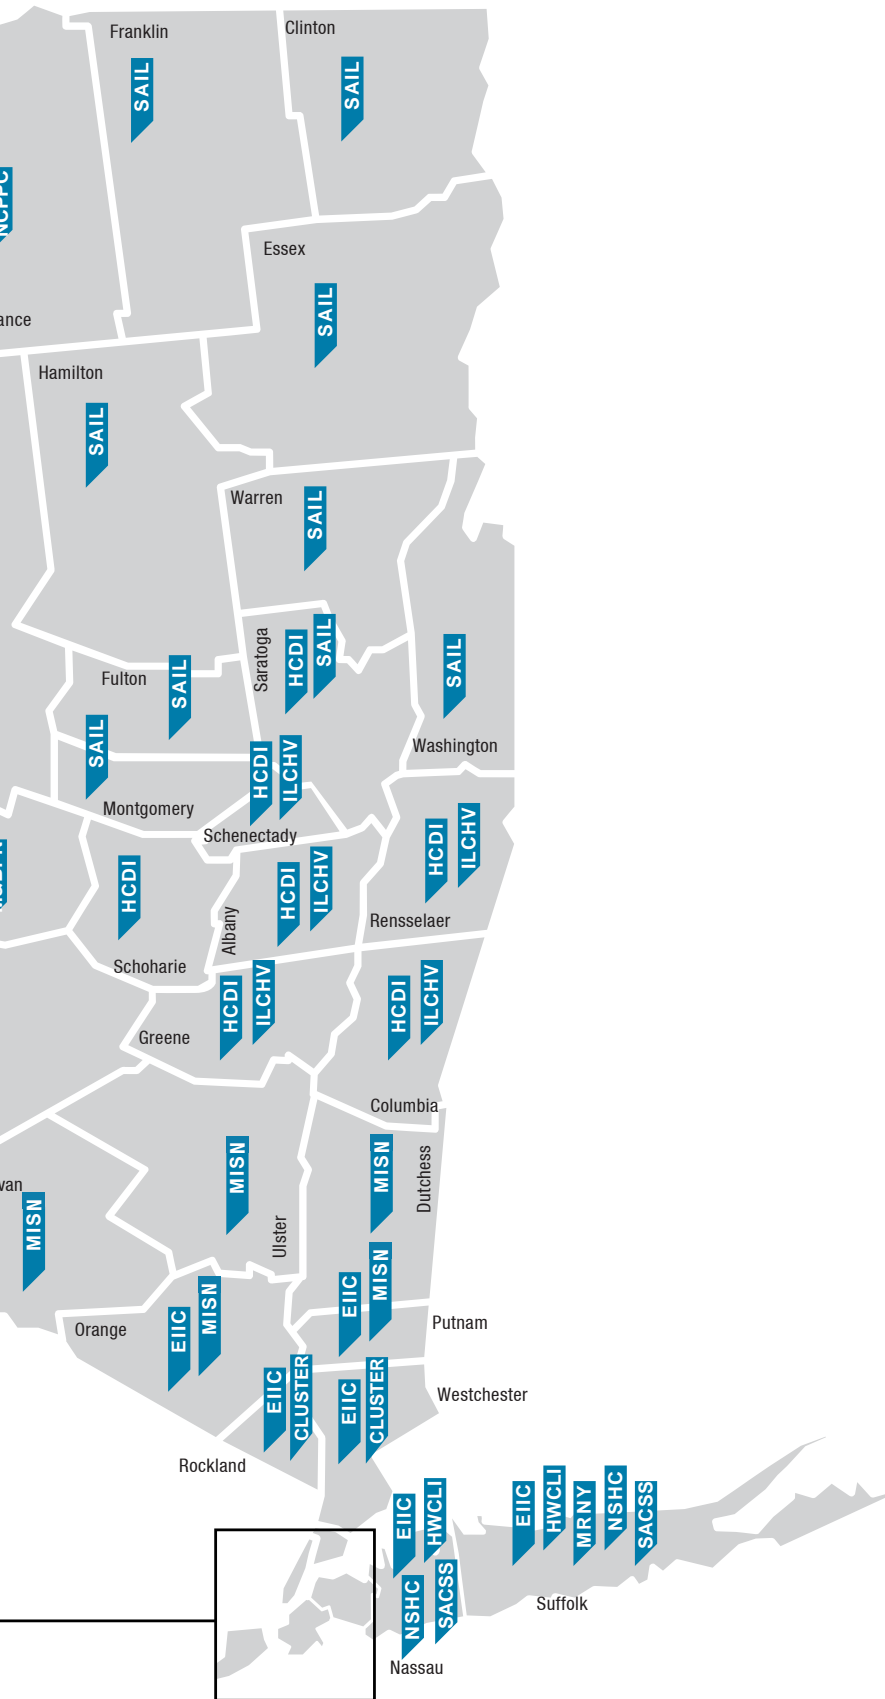 Franklin
Clinton
SAIL
SAIL
NCPPC
Essex
SAIL
ance
Hamilton
SAIL
Warren
SAIL
Saratoga
HCDI
SAIL
SAIL
Washington
Fulton
SAIL
SAIL
Montgomery
HCDI
ILCHV
Schenectady
HCDI
ILCHV
Rensselaer
HCDI
Schoharie
HCDI
ILCHV
Albany
HCDI
ILCHV
Greene
HCDI
ILCHV
Columbia
MISN
Ulster
MISN
Dutchess
van
MISN
EIIC
MISN
Putnam
Orange
EIIC
MISN
EIIC
CLUSTER
Rockland
EIIC
CLUSTER
Westchester
EIIC
HWCLI
NSHC
SACSS
Nassau
EIIC
HWCLI
MRNY
NSHC
SACSS
Suffolk